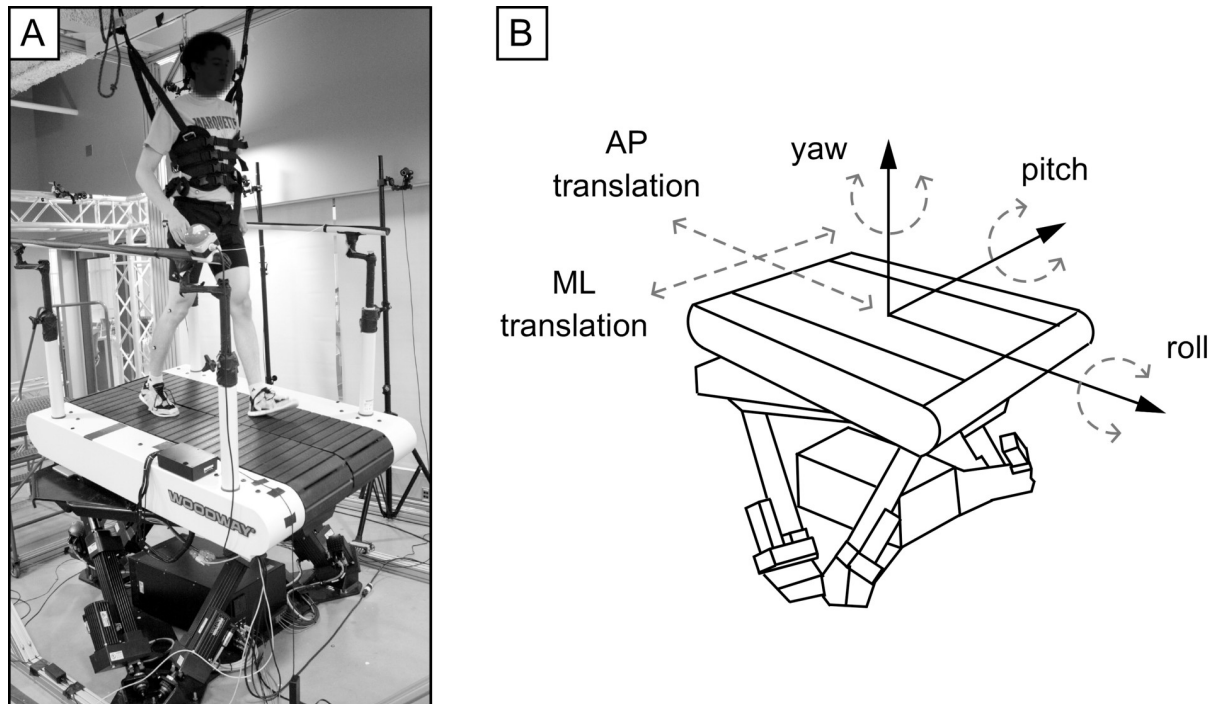 A
MARQUETTE
WOODWAY
B
AP
translation
ML
translation
yaw
pitch
roll